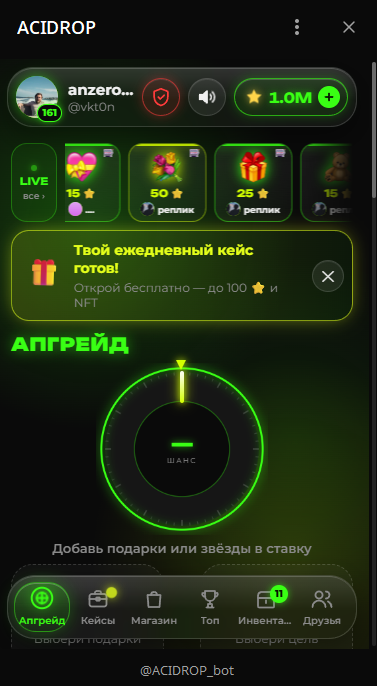 ACIDROP
anzero...
@vkt0n
161
1.0M
LIVE
все ›
15
50
реплик
25
реплик
15
реплик
Твой ежедневный кейс
готов!
Открой бесплатно — до 100 ⭐ и
NFT
АПГРЕЙД
—
ШАНС
Добавь подарки или звёзды в ставку
Выбери подарки
Выбери цель
Апгрейд
Кейсы
Магазин
Топ
11
Инвента...
Друзья
@ACIDROP_bot